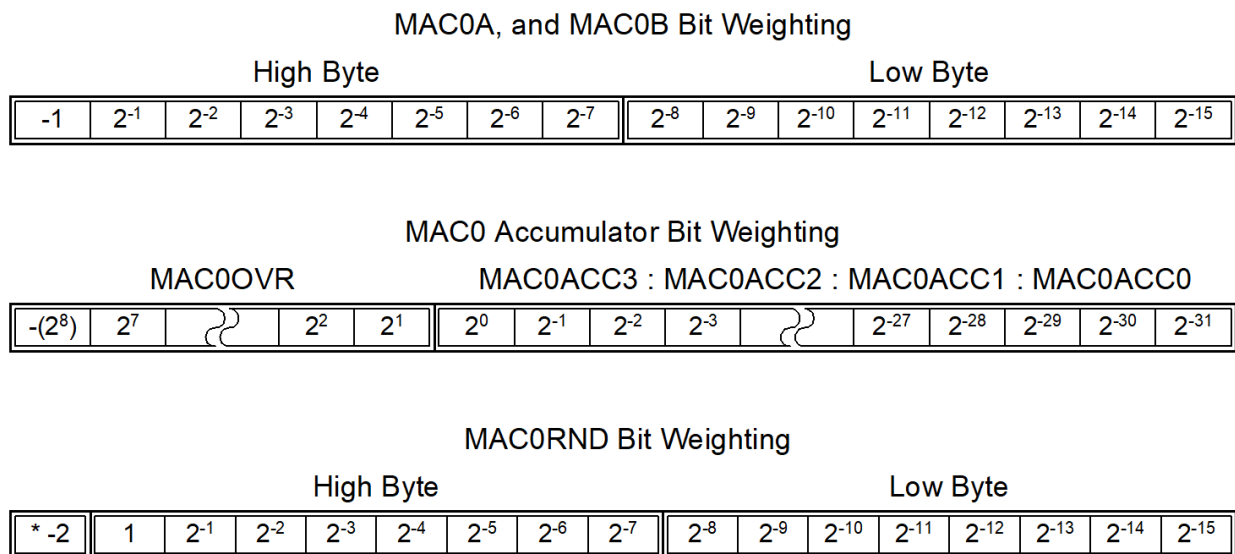 MAC0A, and MAC0B Bit Weighting
High Byte Low Byte
-1 2⁻¹ 2⁻² 2⁻³ 2⁻⁴ 2⁻⁵ 2⁻⁶ 2⁻⁷ 2⁻⁸ 2⁻⁹ 2⁻¹⁰ 2⁻¹¹ 2⁻¹² 2⁻¹³ 2⁻¹⁴ 2⁻¹⁵
MAC0 Accumulator Bit Weighting
MAC0OVR MAC0ACC3 : MAC0ACC2 : MAC0ACC1 : MAC0ACC0
-(2⁸) 2⁷ 2² 2¹ 2⁰ 2⁻¹ 2⁻² 2⁻³ 2⁻²⁷ 2⁻²⁸ 2⁻²⁹ 2⁻³⁰ 2⁻³¹
MAC0RND Bit Weighting
High Byte Low Byte
* -2 1 2⁻¹ 2⁻² 2⁻³ 2⁻⁴ 2⁻⁵ 2⁻⁶ 2⁻⁷ 2⁻⁸ 2⁻⁹ 2⁻¹⁰ 2⁻¹¹ 2⁻¹² 2⁻¹³ 2⁻¹⁴ 2⁻¹⁵